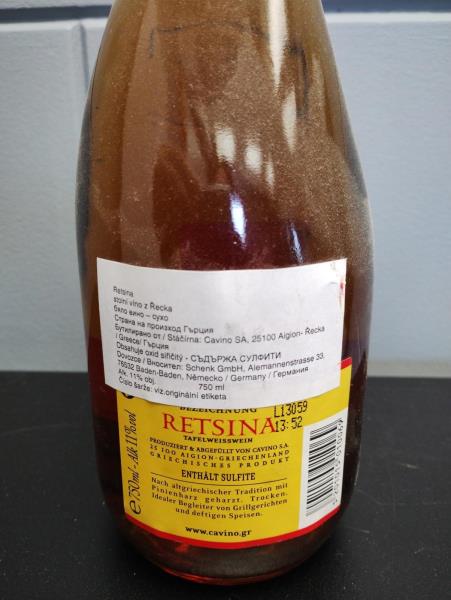 Retsina
stolní víno z Řecka
бяло вино – сухо
Страна на произход Гърция
Бутилирано от / Stáčírna: Cavino SA, 25100 Aigion- Řecka
/ Greece/ Гърция
Obsahuje oxid siřičitý - СЪДЪРЖА СУЛФИТИ
Dovozce / Вносител: Schenk GmbH, Alemannenstrasse 33,
76532 Baden-Baden, Německo / Germany / Германия
Alk. 11% obj. 750 ml
Číslo šarže: viz.originální etiketa
BEZEICHNUNG
L13059
RETSINA
13:52
TAFELWEISSWEIN
PRODUZIERT & ABGEFÜLLT VON CAVINO S.A.
25 100 AIGION-GRIECHENLAND
GRIECHISCHES PRODUKT
ENTHÄLT SULFITE
Nach altgriechischer Tradition mit
Pinienharz geharzt. Trocken.
Idealer Begleiter von Grillgerichten
und deftigen Speisen.
www.cavino.gr
℮750ml - Alk 11%vol